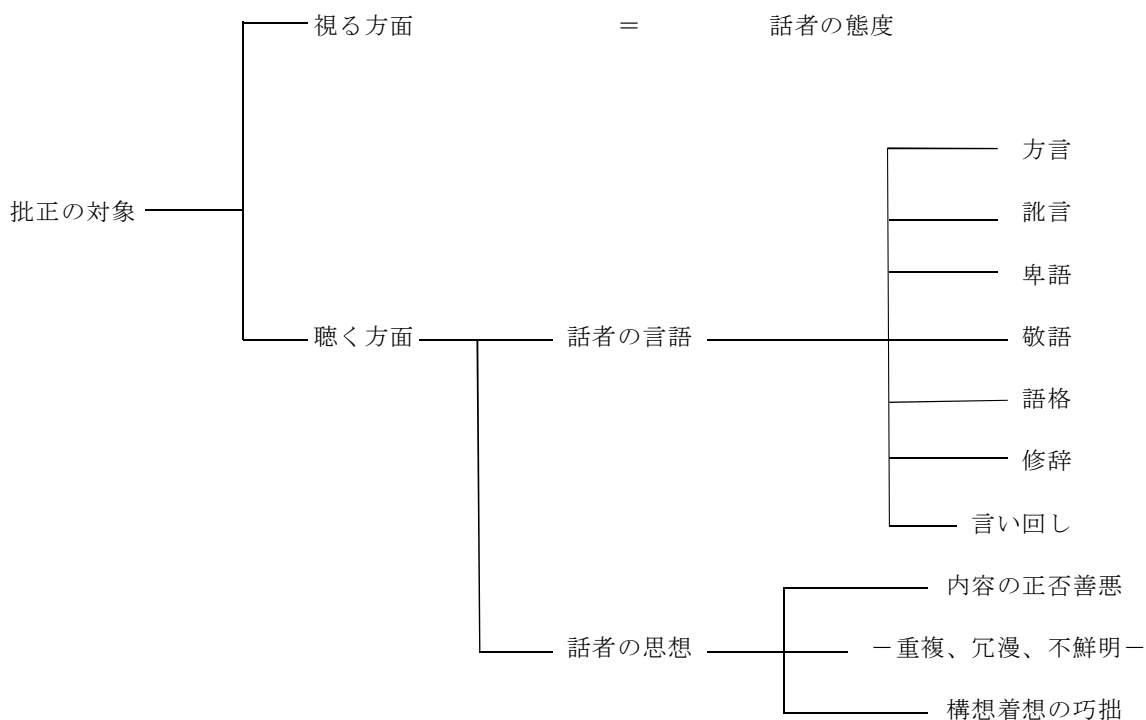 視る方面 = 話者の態度
方言
訛言
批正の対象
卑語
聴く方面 話者の言語 敬語
語格
修辞
言い回し
内容の正否善悪
話者の思想 －重複、冗漫、不鮮明－
構想着想の巧拙